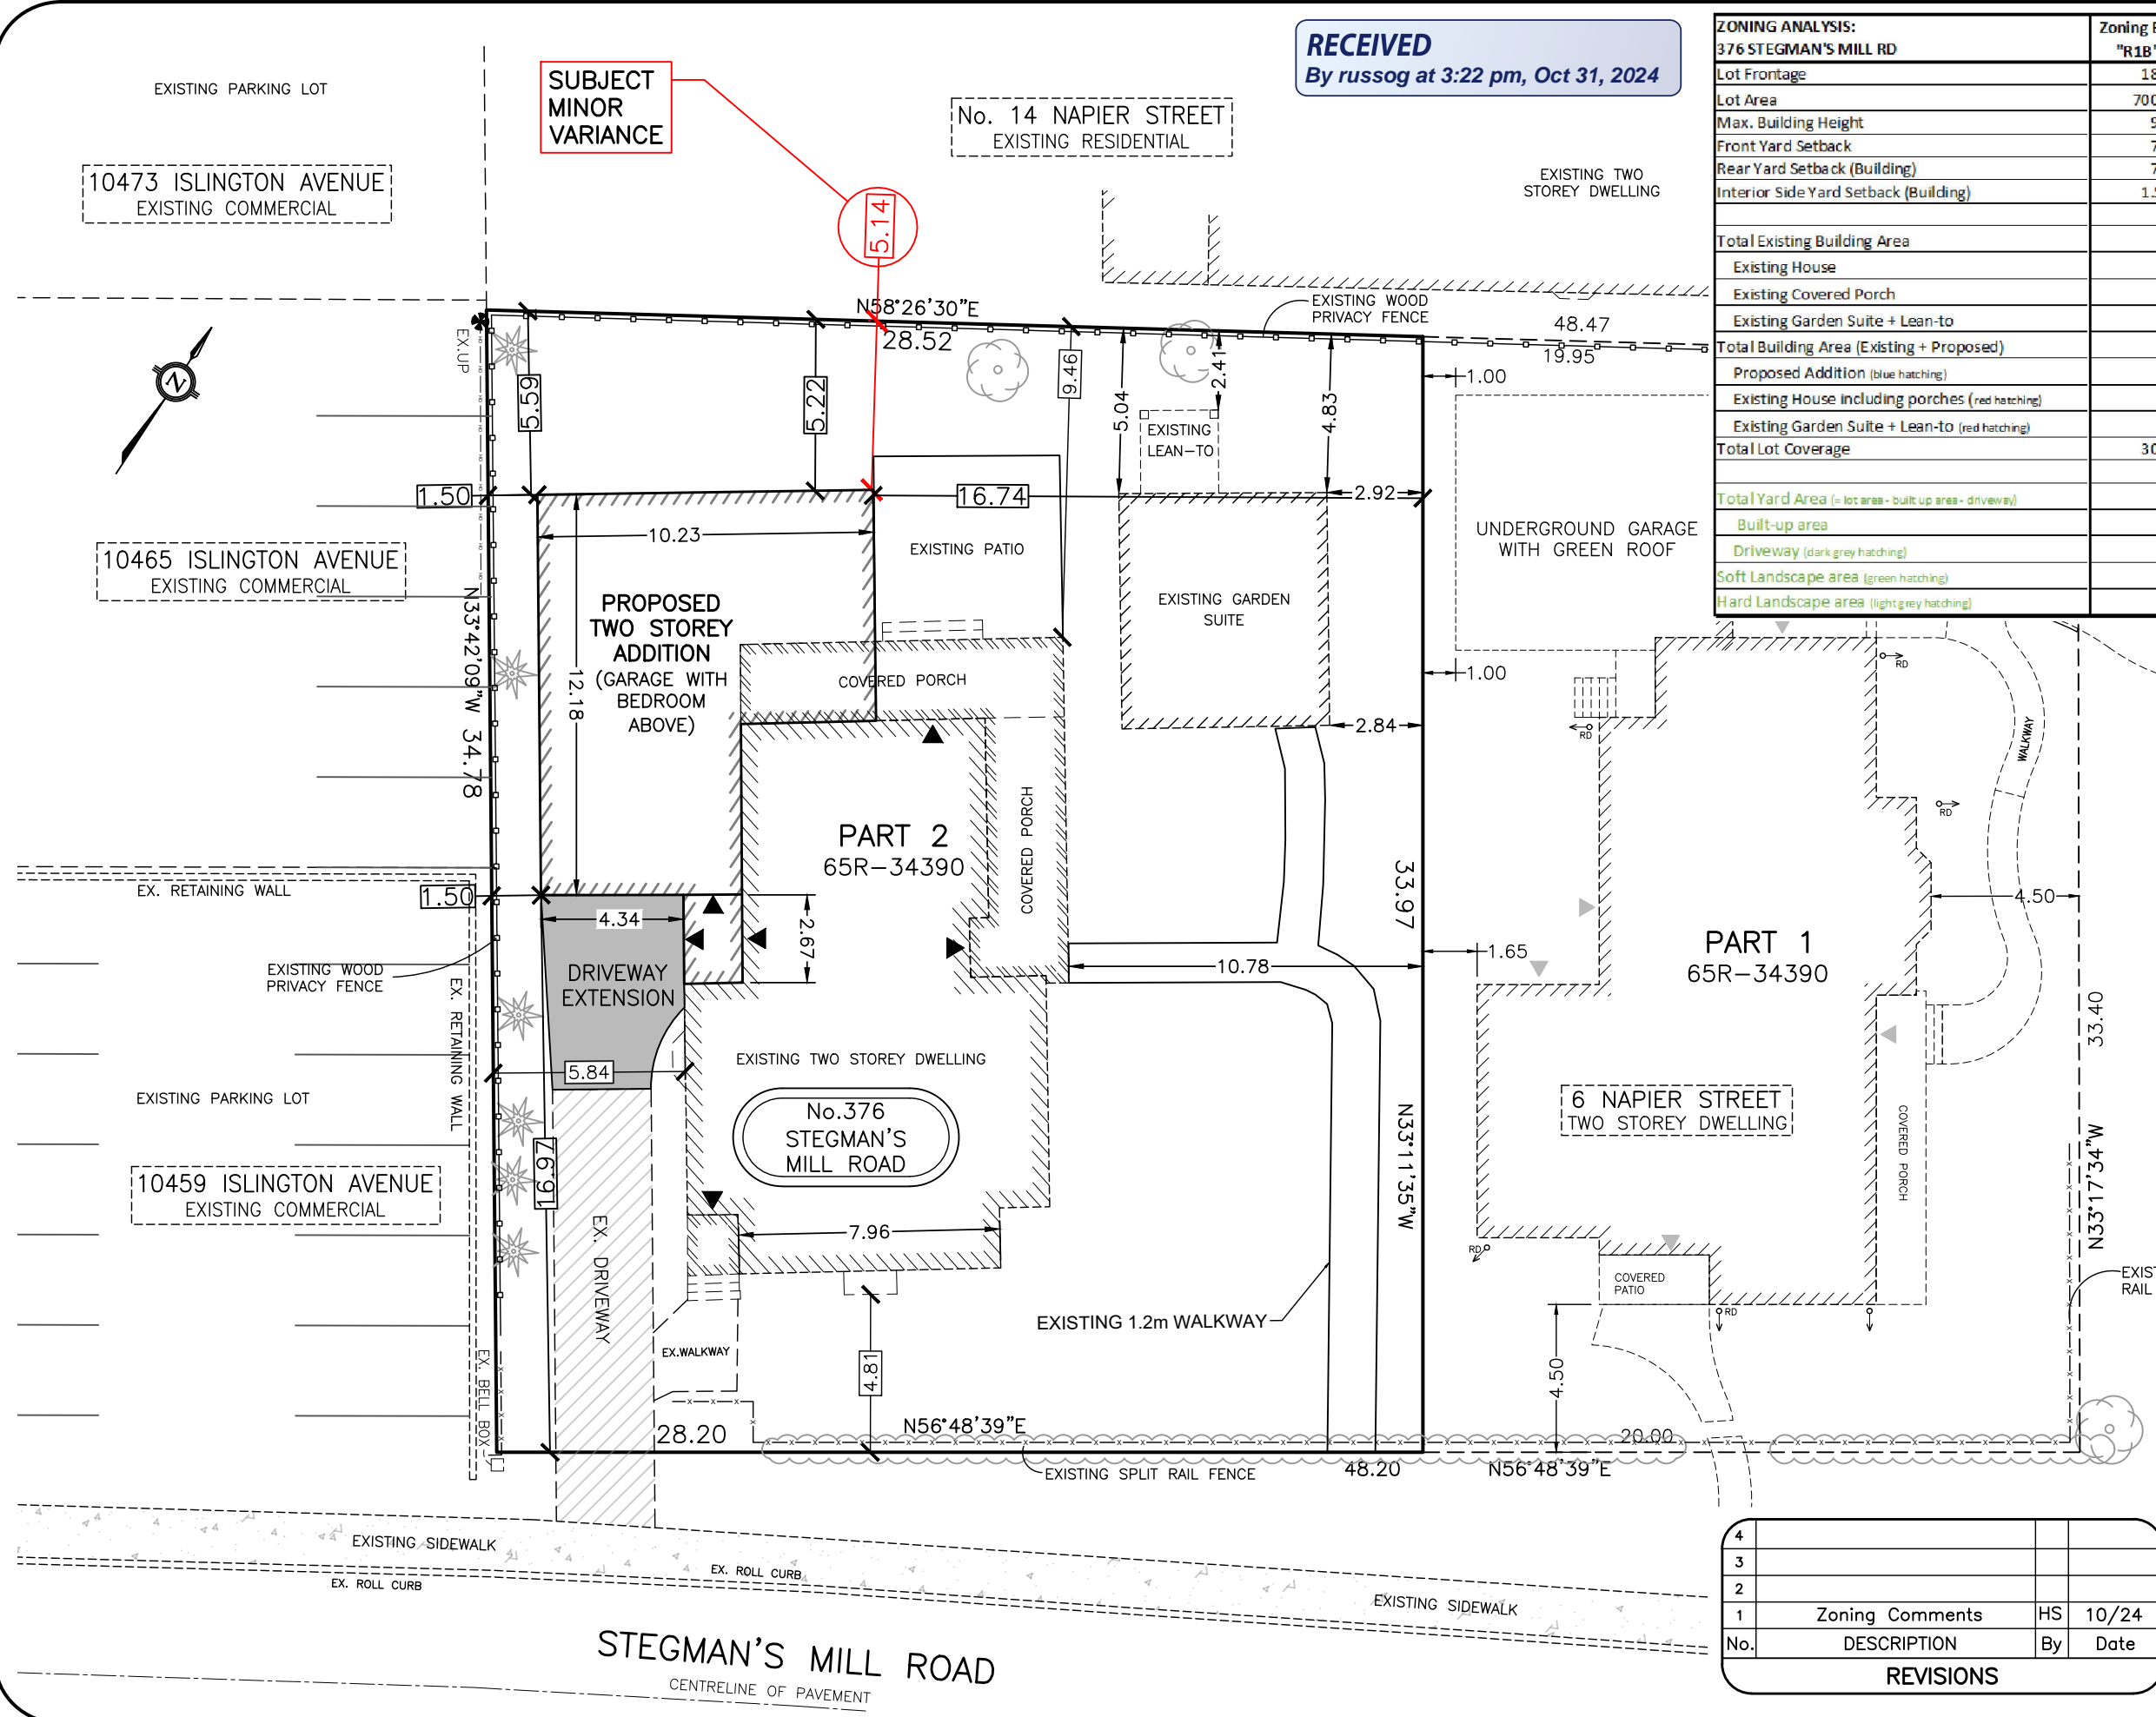 RECEIVED
By russog at 3:22 pm, Oct 31, 2024
ZONING ANALYSIS:
376 STEGMAN'S MILL RD
Zoning
"R1B"
Lot Frontage
18
Lot Area
700
Max. Building Height
9
Front Yard Setback
7
Rear Yard Setback (Building)
7
Interior Side Yard Setback (Building)
1.5
Total Existing Building Area
Existing House
Existing Covered Porch
Existing Garden Suite + Lean-to
Total Building Area (Existing + Proposed)
Proposed Addition (blue hatching)
Existing House including porches (red hatching)
Existing Garden Suite + Lean-to (red hatching)
Total Lot Coverage
30
Total Yard Area (= lot area - built up area - driveway)
Built-up area
Driveway (dark grey hatching)
Soft Landscape area (green hatching)
Hard Landscape area (light grey hatching)
SUBJECT
MINOR
VARIANCE
5.14
EXISTING PARKING LOT
10473 ISLINGTON AVENUE
EXISTING COMMERCIAL
No. 14 NAPIER STREET
EXISTING RESIDENTIAL
EXISTING TWO
STOREY DWELLING
N58°26'30"E
28.52
EXISTING WOOD
PRIVACY FENCE
48.47
19.95
EX.UP
N
5.59
5.22
9.46
5.04
2.41
4.83
1.00
EXISTING
LEAN-TO
1.50
16.74
2.92
10.23
EXISTING PATIO
UNDERGROUND GARAGE
WITH GREEN ROOF
10465 ISLINGTON AVENUE
EXISTING COMMERCIAL
N33°42'09"W 34.78
PROPOSED
TWO STOREY
ADDITION
(GARAGE WITH
BEDROOM
ABOVE)
12.18
EXISTING GARDEN
SUITE
COVERED PORCH
1.00
2.84
RD
RD
WALKWAY
RD
COVERED PORCH
PART 2
65R-34390
33.97
EX. RETAINING WALL
1.50
4.34
2.67
4.50
PART 1
65R-34390
1.65
10.78
EXISTING WOOD
PRIVACY FENCE
DRIVEWAY
EXTENSION
EX. RETAINING WALL
33.40
EXISTING TWO STOREY DWELLING
5.84
EXISTING PARKING LOT
No.376
STEGMAN'S
MILL ROAD
6 NAPIER STREET
TWO STOREY DWELLING
COVERED PORCH
N33°11'35"W
N33°17'34"W
16.97
10459 ISLINGTON AVENUE
EXISTING COMMERCIAL
7.96
EX. DRIVEWAY
RD
COVERED
PATIO
RD
EXIST
RAIL
EXISTING 1.2m WALKWAY
EX.WALKWAY
4.81
4.50
EX. BELL BOX
28.20
N56°48'39"E
20.00
EXISTING SPLIT RAIL FENCE
48.20
N56°48'39"E
EXISTING SIDEWALK
EX. ROLL CURB
EX. ROLL CURB
EXISTING SIDEWALK
STEGMAN'S MILL ROAD
CENTRELINE OF PAVEMENT
4
3
2
1 Zoning Comments HS 10/24
No. DESCRIPTION By Date
REVISIONS